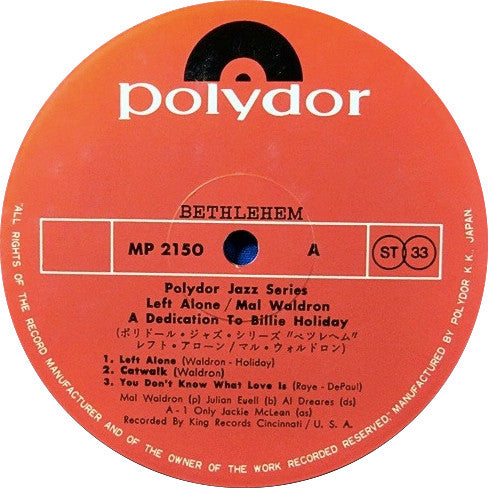 polydor
BETHLEHEM
MP 2150 A ST 33
Polydor Jazz Series
Left Alone / Mal Waldron
A Dedication To Billie Holiday
(ポリドール・ジャズ・シリーズ "ベツレヘム"
レフト・アローン / マル・ウォルドロン)
1. Left Alone (Waldron - Holiday)
2. Catwalk (Waldron)
3. You Don't Know What Love Is (Raye - DePaul)
Mal Waldron (p) Julian Euell (b) Al Dreares (ds)
A - 1 Only Jackie McLean (as)
Recorded By King Records Cincinnati / U. S. A.
"ALL RIGHTS OF THE RECORD MANUFACTURER AND OF THE OWNER OF THE WORK RECORDED RESERVED." MANUFACTURED BY POLYDOR K. K. JAPAN.